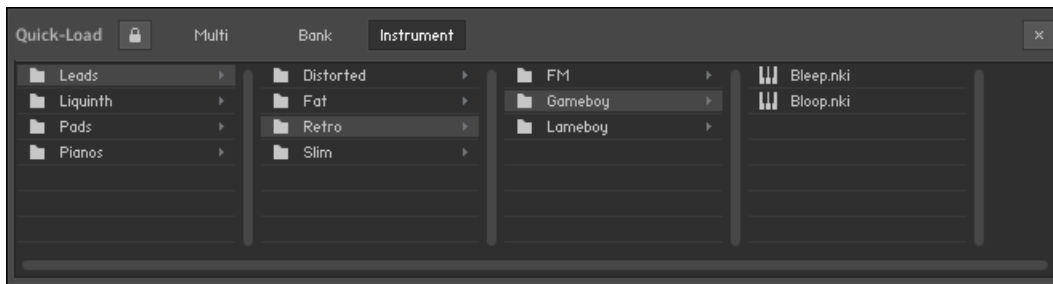 Quick-Load Multi Bank Instrument
Leads Distorted FM Bleep.nki
Liquinth Fat Gameboy Bloop.nki
Pads Retro Lameboy
Pianos Slim